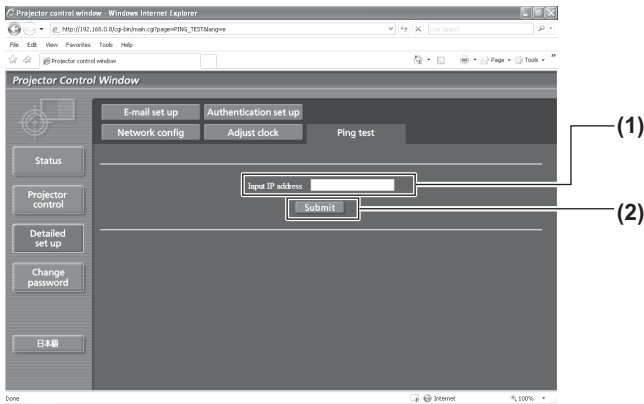 Projector control window - Windows Internet Explorer
http://192.168.0.8/cgi-bin/main.cgi?page=PING_TEST&lang=e
Live Search
File Edit View Favorites Tools Help
Projector control window
Page Tools
Projector Control Window
E-mail set up Authentication set up
Network config Adjust clock Ping test
(1)
Status
Input IP address
Projector
control
Submit
(2)
Detailed
set up
Change
password
日本語
Done Internet 100%